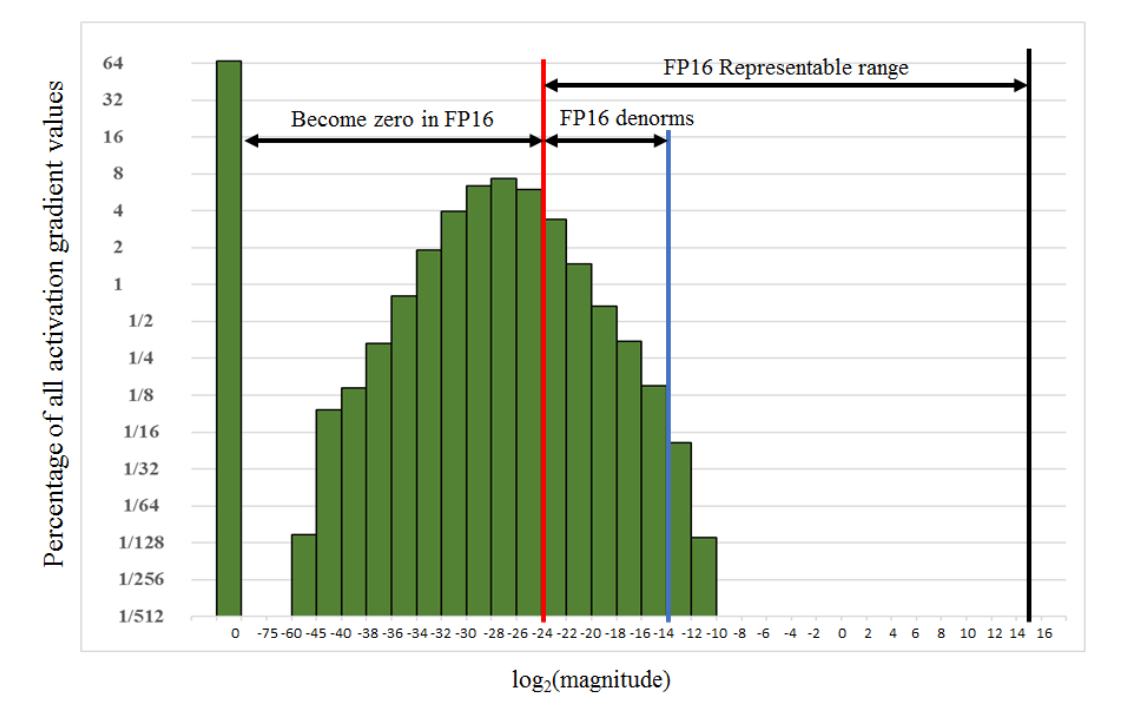 FP16 Representable range
Become zero in FP16
FP16 denorms
Percentage of all activation gradient values
64
32
16
8
4
2
1
1/2
1/4
1/8
1/16
1/32
1/64
1/128
1/256
1/512
0 -75 -60 -45 -40 -38 -36 -34 -32 -30 -28 -26 -24 -22 -20 -18 -16 -14 -12 -10 -8 -6 -4 -2 0 2 4 6 8 10 12 14 16
log₂(magnitude)